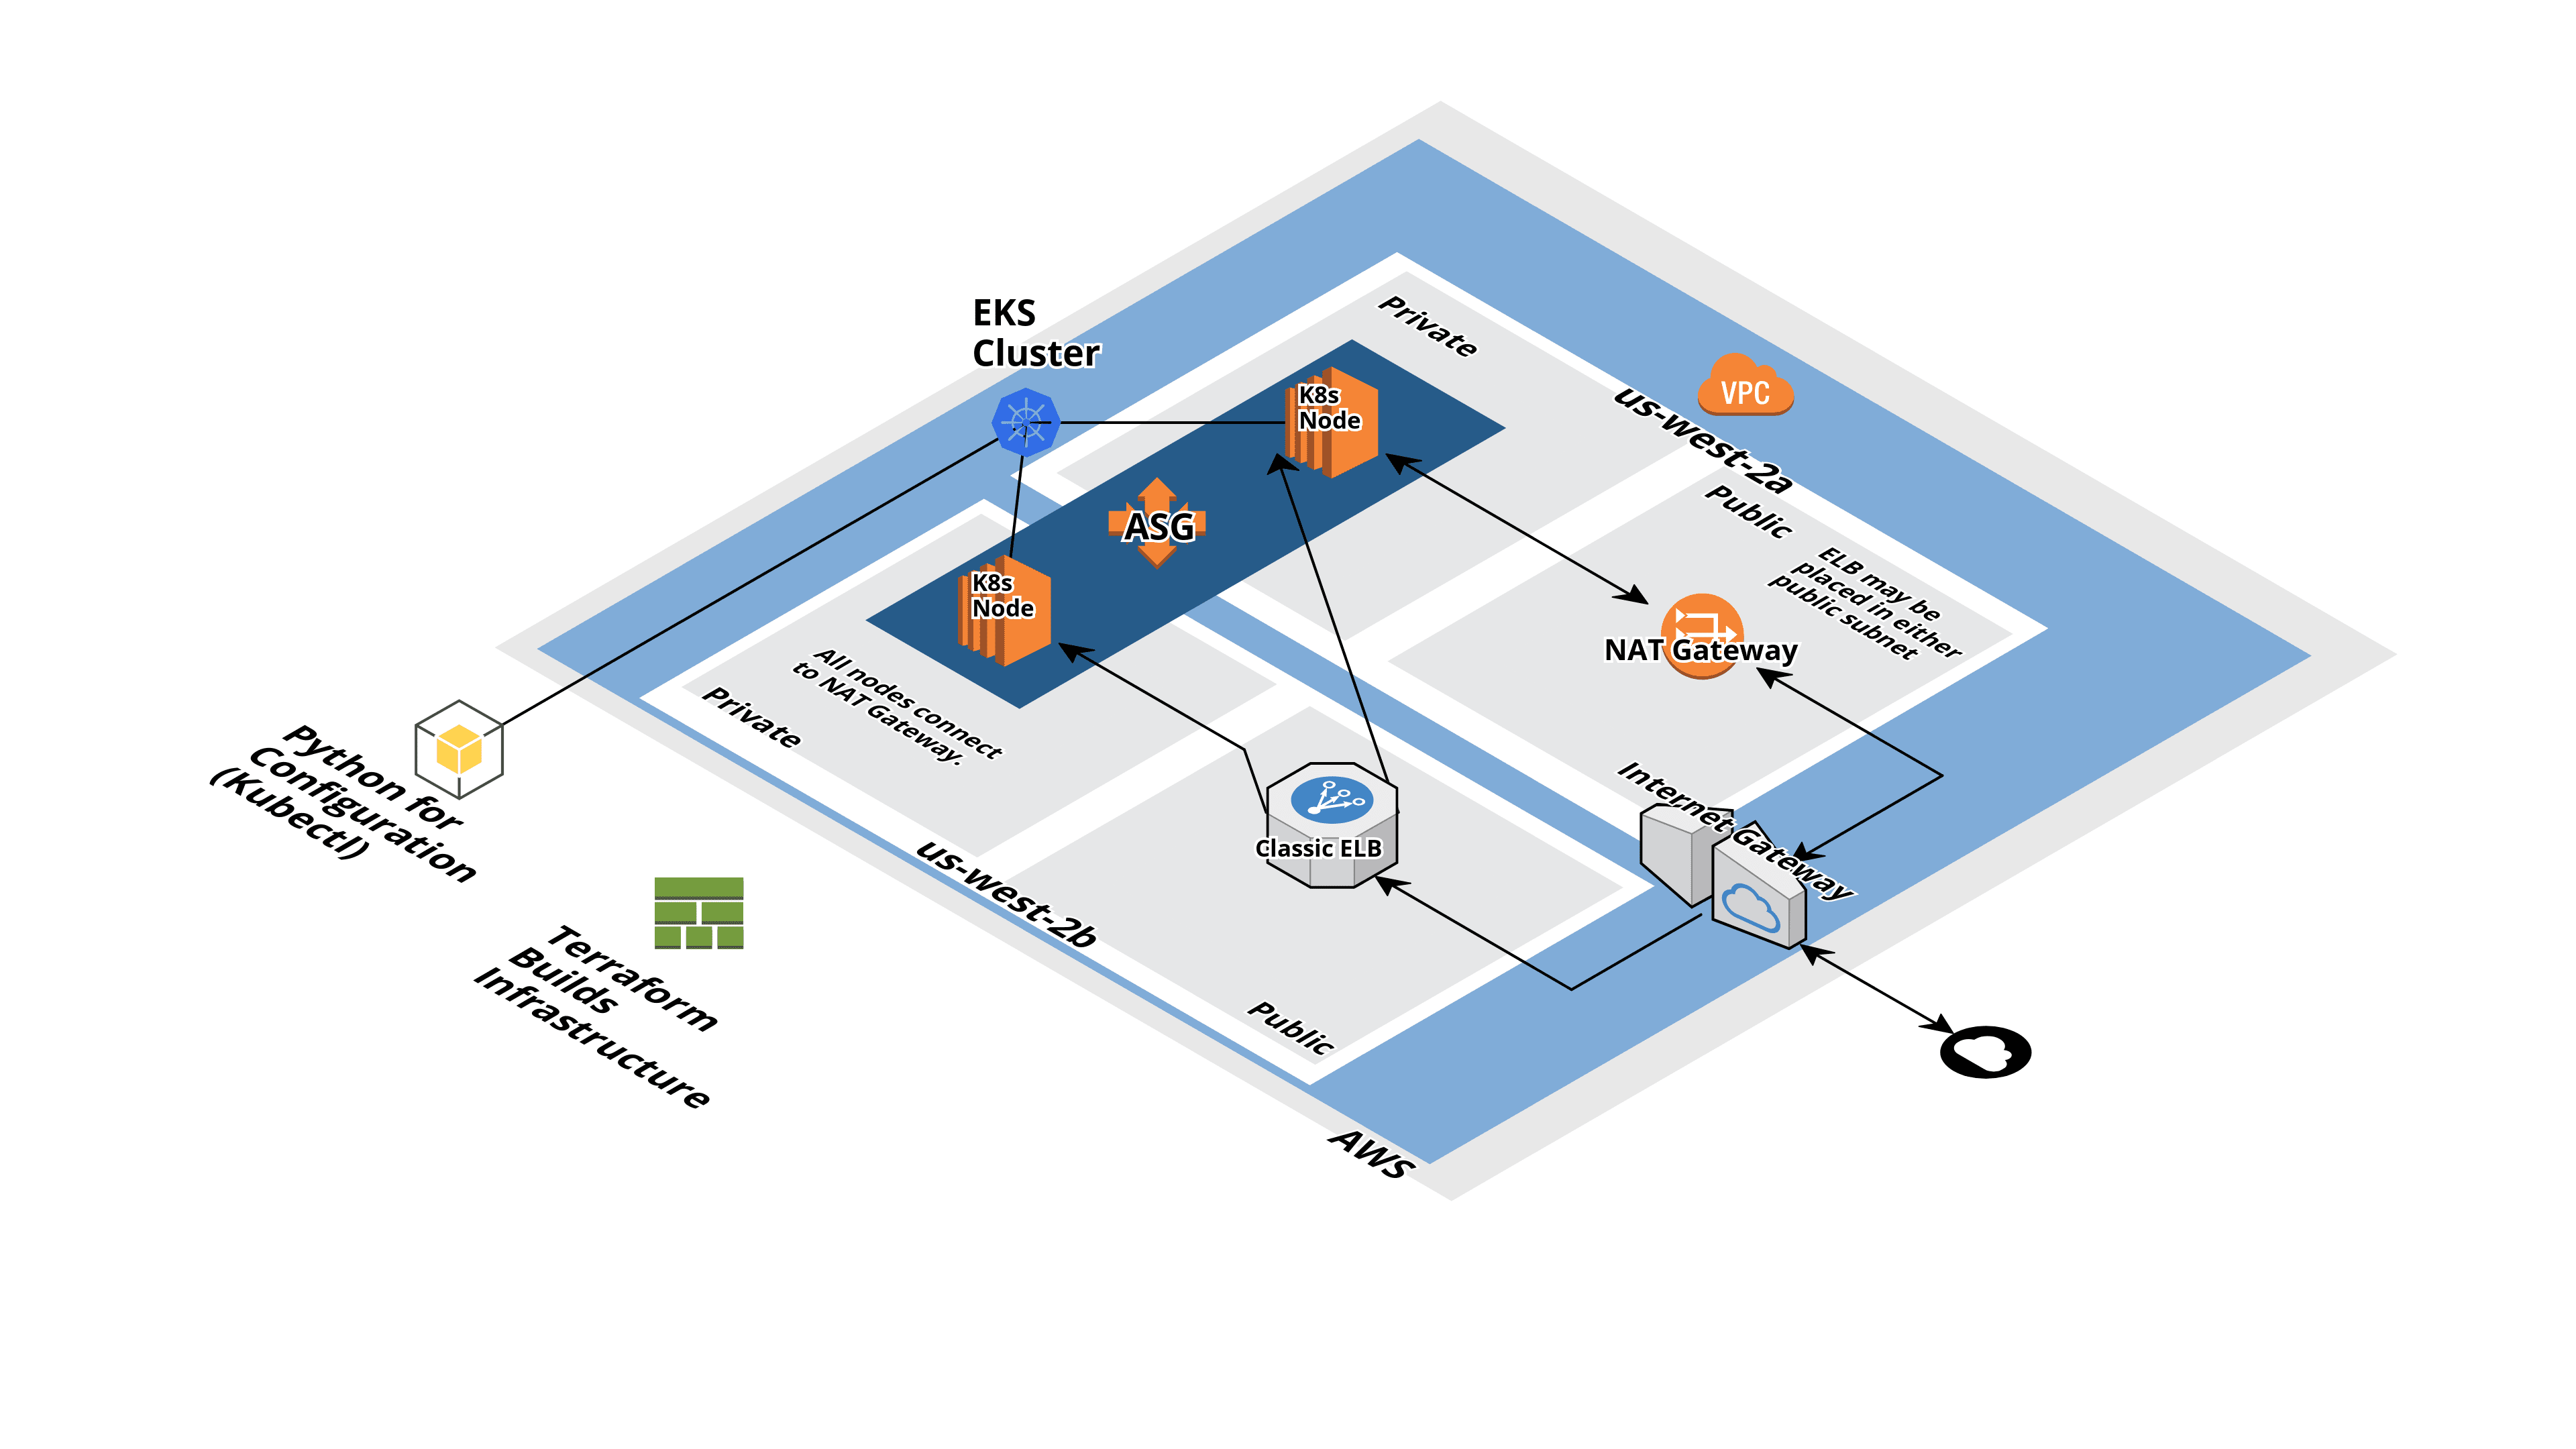 EKS
Cluster
Private
K8s
Node
VPC
us-west-2a
Public
ELB may be
placed in either
public subnet
ASG
K8s
Node
NAT Gateway
All nodes connect
to NAT Gateway.
Private
Python for
Configuration
(Kubectl)
Internet Gateway
Classic ELB
us-west-2b
Terraform
Builds
Infrastructure
Public
AWS